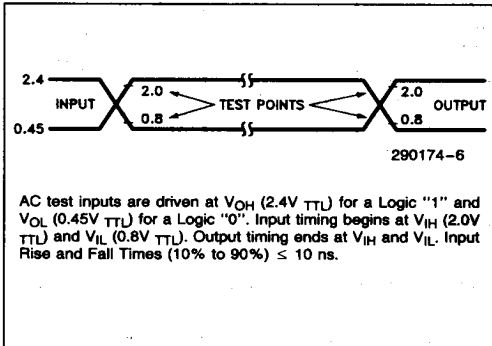 2.4
2.0
2.0
INPUT
TEST POINTS
OUTPUT
0.8
0.8
0.45
290174-6
AC test inputs are driven at VOH (2.4V TTL) for a Logic "1" and
VOL (0.45V TTL) for a Logic "0". Input timing begins at VIH (2.0V
TTL) and VIL (0.8V TTL). Output timing ends at VIH and VIL. Input
Rise and Fall Times (10% to 90%) ≤ 10 ns.